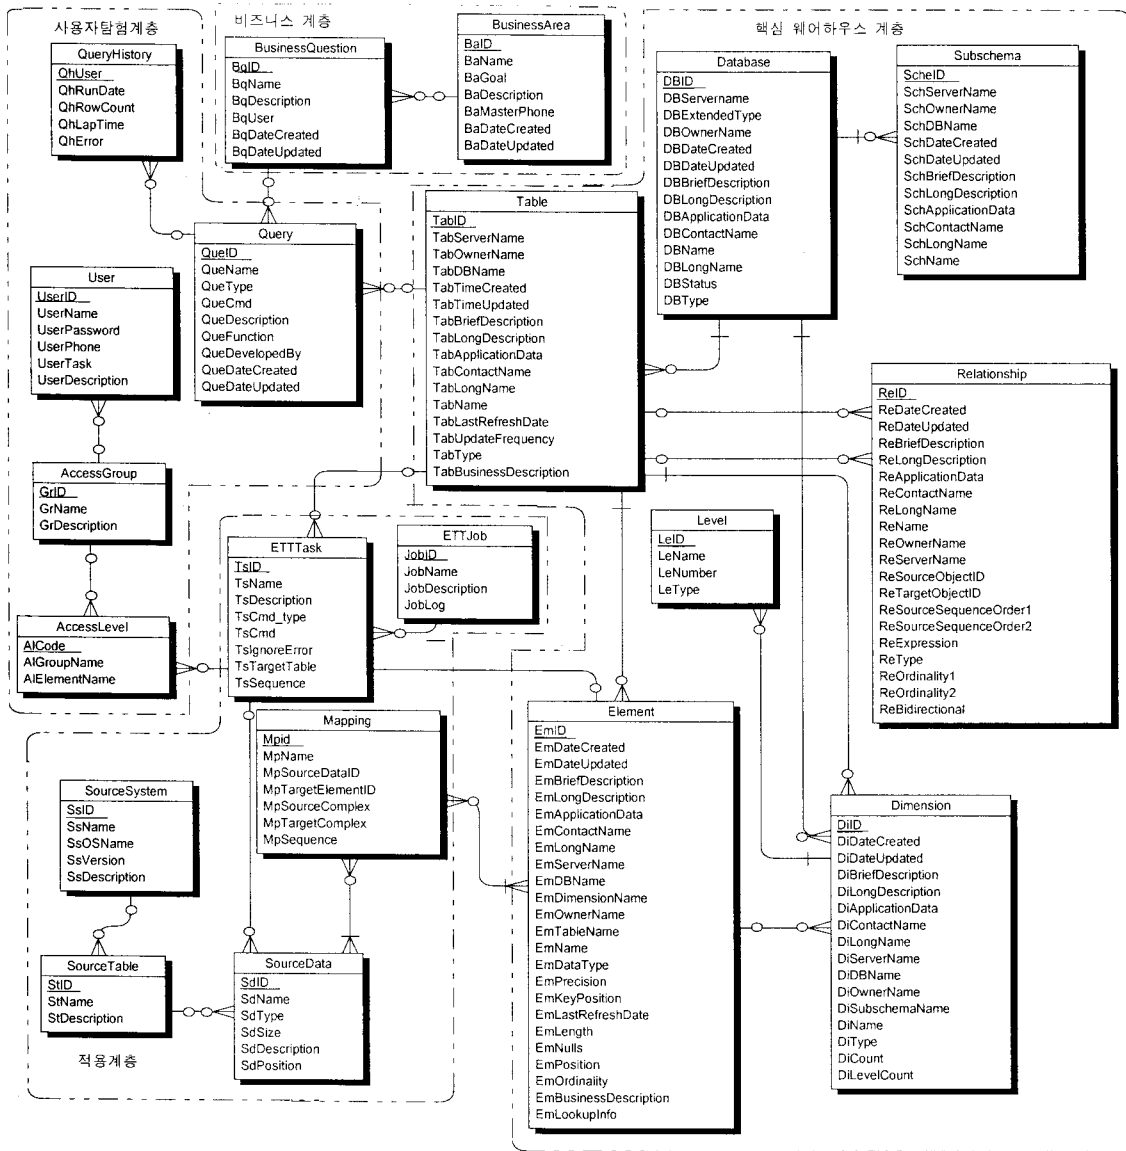 사용자탐험계층
QueryHistory
QhUser
QhRunDate
QhRowCount
QhLapTime
QhError
비즈니스 계층
BusinessQuestion
BqID
BqName
BqDescription
BqUser
BqDateCreated
BqDateUpdated
BusinessArea
BaID
BaName
BaGoal
BaDescription
BaMasterPhone
BaDateCreated
BaDateUpdated
핵심 웨어하우스 계층
Database
DBID
DBServername
DBExtendedType
DBOwnerName
DBDateCreated
DBDateUpdated
DBBriefDescription
DBLongDescription
DBApplicationData
DBContactName
DBName
DBLongName
DBStatus
DBType
Subschema
ScheID
SchServerName
SchOwnerName
SchDBName
SchDateCreated
SchDateUpdated
SchBriefDescription
SchLongDescription
SchApplicationData
SchContactName
SchLongName
SchName
Query
QueID
QueName
QueType
QueCmd
QueDescription
QueFunction
QueDevelopedBy
QueDateCreated
QueDateUpdated
Table
TabID
TabServerName
TabOwnerName
TabDBName
TabTimeCreated
TabTimeUpdated
TabBriefDescription
TabLongDescription
TabApplicationData
TabContactName
TabLongName
TabName
TabLastRefreshDate
TabUpdateFrequency
TabType
TabBusinessDescription
User
UserID
UserName
UserPassword
UserPhone
UserTask
UserDescription
Relationship
ReID
ReDateCreated
ReDateUpdated
ReBriefDescription
ReLongDescription
ReApplicationData
ReContactName
ReLongName
ReName
ReOwnerName
ReServerName
ReSourceObjectID
ReTargetObjectID
ReSourceSequenceOrder1
ReSourceSequenceOrder2
ReExpression
ReType
ReOrdinality1
ReOrdinality2
ReBidirectional
AccessGroup
GrID
GrName
GrDescription
Level
LeID
LeName
LeNumber
LeType
ETTTask
TsID
TsName
TsDescription
TsCmd_type
TsCmd
TsIgnoreError
TsTargetTable
TsSequence
ETTJob
JobID
JobName
JobDescription
JobLog
AccessLevel
AlCode
AlGroupName
AlElementName
Mapping
Mpid
MpName
MpSourceDataID
MpTargetElementID
MpSourceComplex
MpTargetComplex
MpSequence
Element
EmID
EmDateCreated
EmDateUpdated
EmBriefDescription
EmLongDescription
EmApplicationData
EmContactName
EmLongName
EmServerName
EmDBName
EmDimensionName
EmOwnerName
EmTableName
EmName
EmDataType
EmPrecision
EmKeyPosition
EmLastRefreshDate
EmLength
EmNulls
EmPosition
EmOrdinality
EmBusinessDescription
EmLookupInfo
SourceSystem
SsID
SsName
SsOSName
SsVersion
SsDescription
Dimension
DiID
DiDateCreated
DiDateUpdated
DiBriefDescription
DiLongDescription
DiApplicationData
DiContactName
DiLongName
DiServerName
DiDBName
DiOwnerName
DiSubschemaName
DiName
DiType
DiCount
DiLevelCount
SourceTable
StID
StName
StDescription
SourceData
SdID
SdName
SdType
SdSize
SdDescription
SdPosition
적용계층